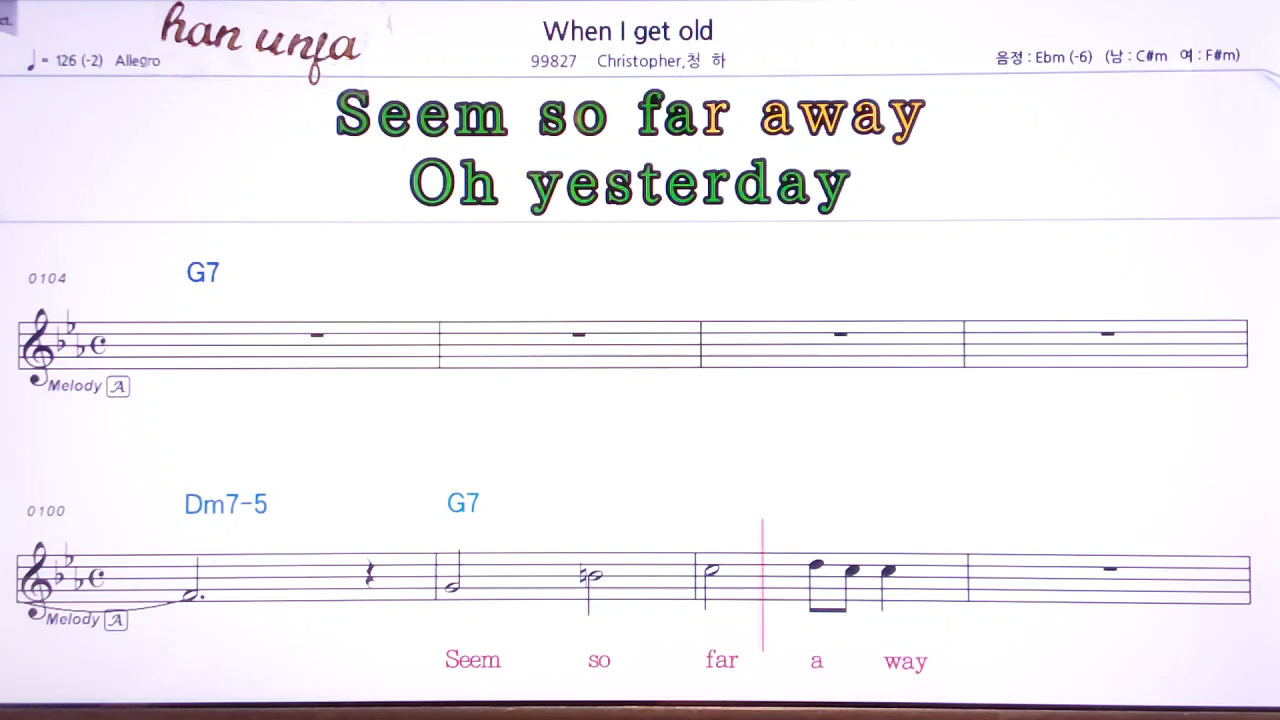 han unfa
When I get old
♩ = 126 (-2) Allegro
99827 Christopher,청 하
음정 : Ebm (-6) (남 : C#m 여 : F#m)
Seem so far away
Oh yesterday
0104
G7
Melody A
0100
Dm7-5 G7
Melody A
Seem so far a way